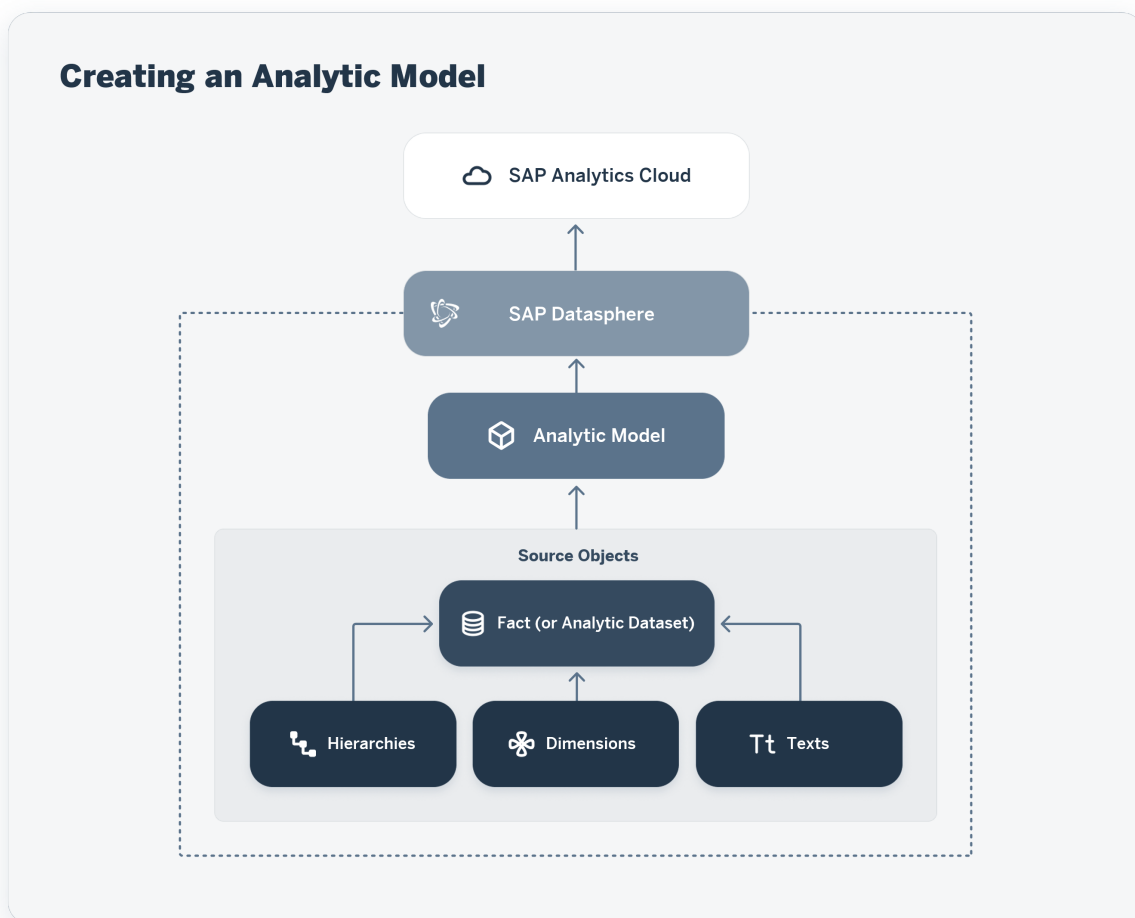 Creating an Analytic Model
SAP Analytics Cloud
SAP Datasphere
Analytic Model
Source Objects
Fact (or Analytic Dataset)
Hierarchies
Dimensions
Tt Texts